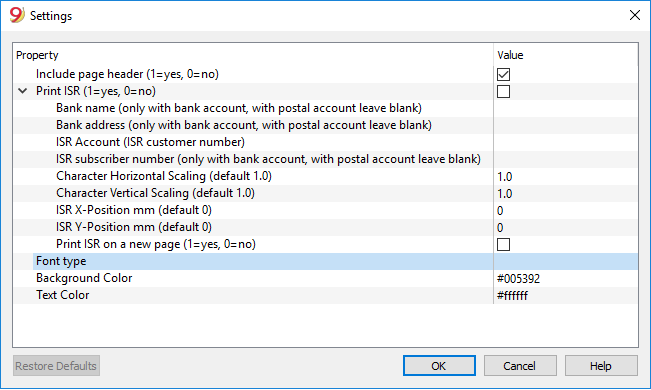 9 Settings
Property Value
Include page header (1=yes, 0=no)
Print ISR (1=yes, 0=no)
Bank name (only with bank account, with postal account leave blank)
Bank address (only with bank account, with postal account leave blank)
ISR Account (ISR customer number)
ISR subscriber number (only with bank account, with postal account leave blank)
Character Horizontal Scaling (default 1.0) 1.0
Character Vertical Scaling (default 1.0) 1.0
ISR X-Position mm (default 0) 0
ISR Y-Position mm (default 0) 0
Print ISR on a new page (1=yes, 0=no)
Font type
Background Color #005392
Text Color #ffffff
Restore Defaults OK Cancel Help